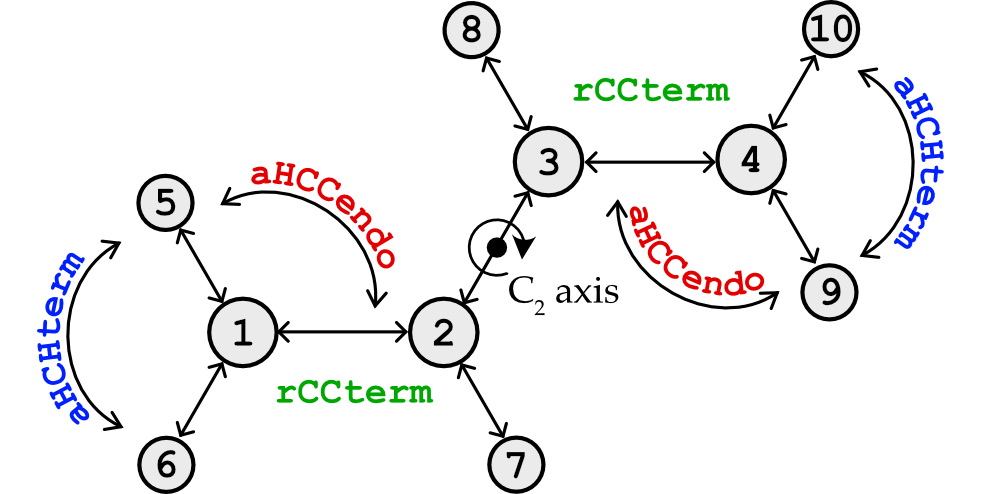 8
10
rCCterm
aHCHterm
3
4
aHCCendo
5
aHCCendo
9
C2 axis
aHCHterm
1
2
rCCterm
6
7